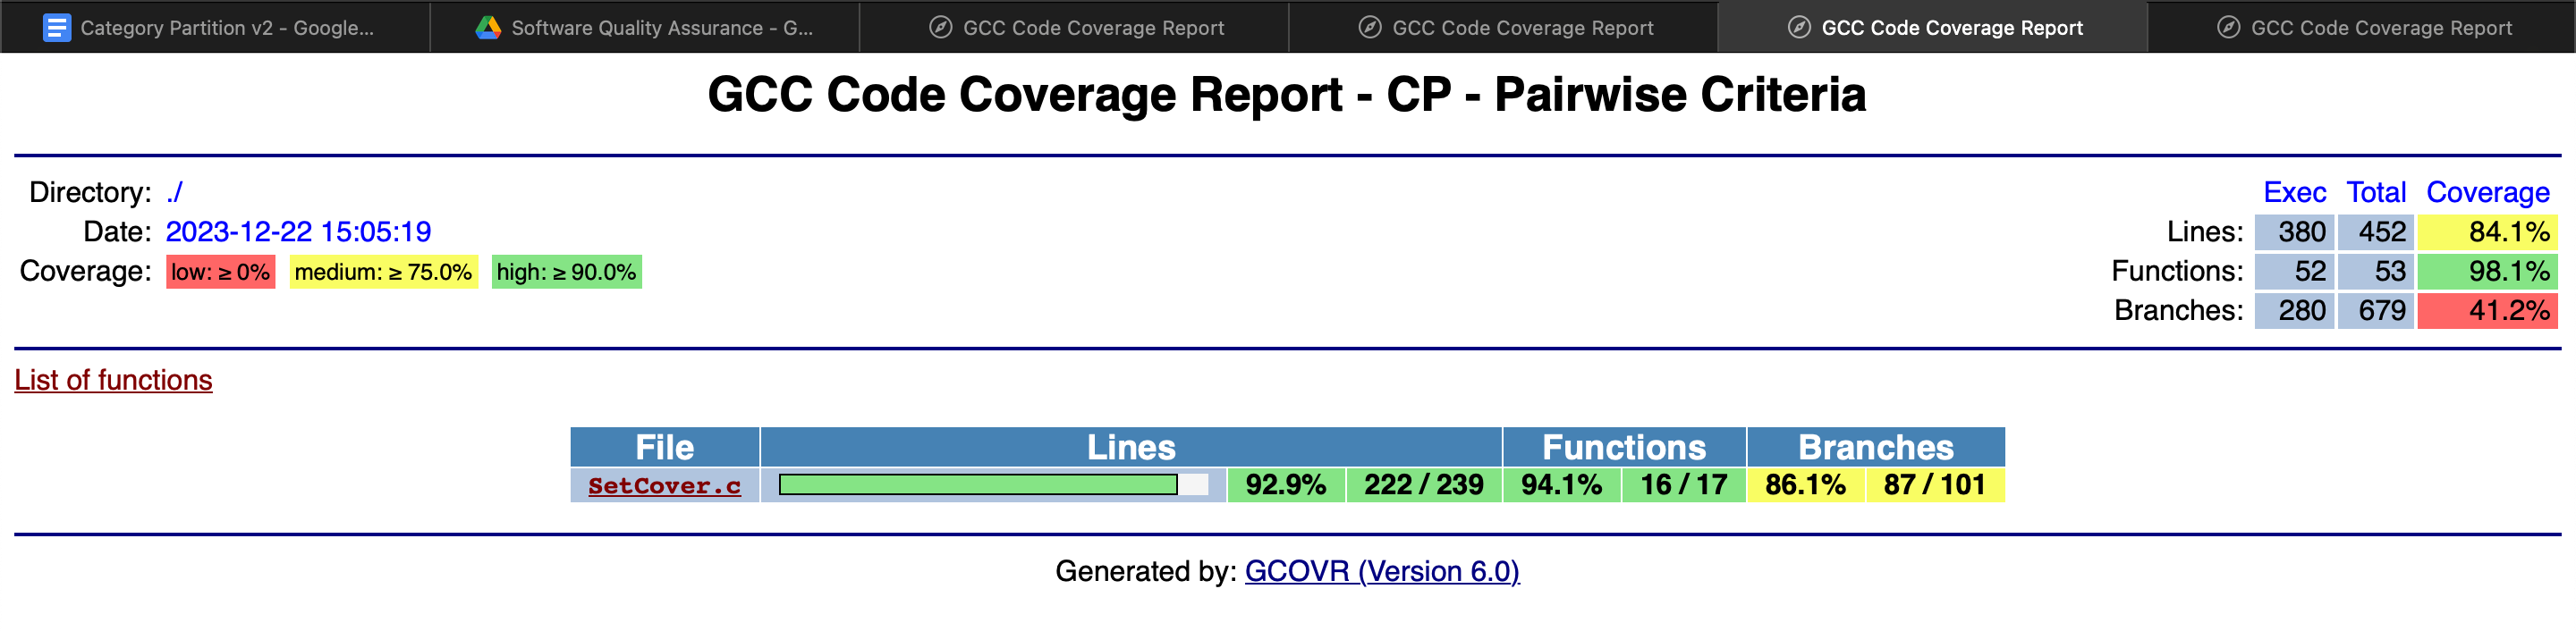 Category Partition v2 - Google... Software Quality Assurance - G... GCC Code Coverage Report GCC Code Coverage Report GCC Code Coverage Report GCC Code Coverage Report
GCC Code Coverage Report - CP - Pairwise Criteria
Directory: ./
Date: 2023-12-22 15:05:19
Coverage: low: ≥ 0% medium: ≥ 75.0% high: ≥ 90.0%
Exec Total Coverage
Lines: 380 452 84.1%
Functions: 52 53 98.1%
Branches: 280 679 41.2%
List of functions
File Lines Functions Branches
SetCover.c 92.9% 222 / 239 94.1% 16 / 17 86.1% 87 / 101
Generated by: GCOVR (Version 6.0)